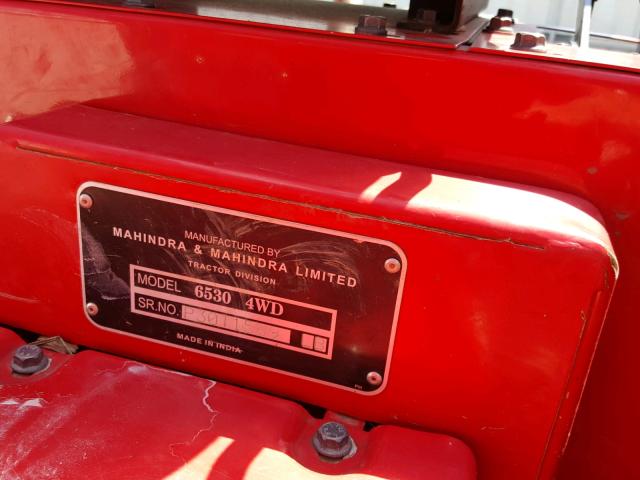 MANUFACTURED BY
MAHINDRA & MAHINDRA LIMITED
TRACTOR DIVISION
MODEL 6530 4WD
SR.NO.
MADE IN INDIA